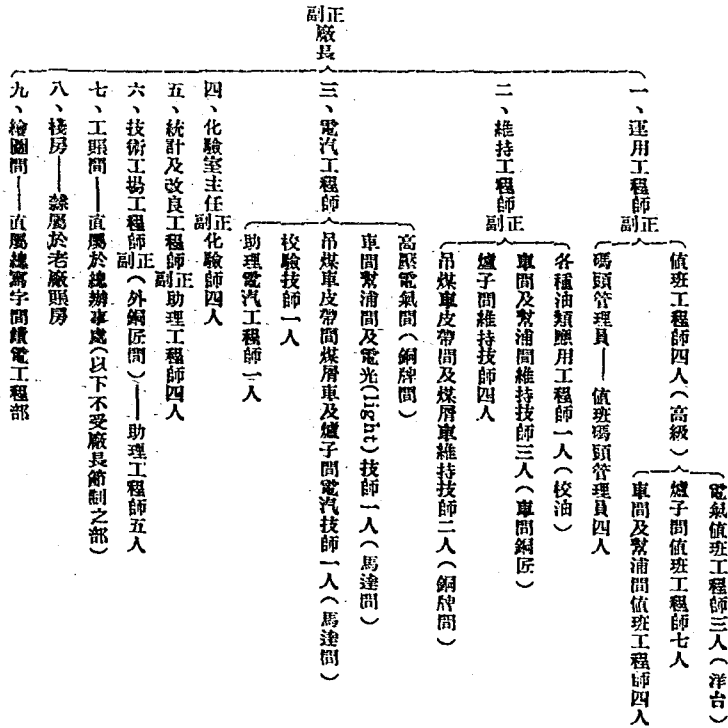 正副廠長
一、運用工程師正副
值班工程師四人（高級）
電氣值班工程師三人（洋台）
爐子間值班工程師七人
車間及幫浦間值班工程師四人
碼頭管理員——值班碼頭管理員四人
二、維持工程師正副
各種油類應用工程師一人（校油）
車間及幫浦間維持技師三人（車間銅匠）
爐子間維持技師四人
吊煤車皮帶間及煤屑車維持技師二人（銅牌間）
三、電汽工程師
高壓電氣間（銅牌間）
車間幫浦間及電光(light)技師一人（馬達間）
吊煤車皮帶間煤屑車及爐子間電汽技師一人（馬達間）
校驗技師一人
助理電汽工程師一人
四、化驗室主任正副化驗師四人
五、統計及改良工程師正副助理工程師四人
六、技術工場工程師正副（外銅匠間）——助理工程師五人
七、工賬間——直屬於總辦事處（以下不受廠長節制之部）
八、棧房——隸屬於老廠賬房
九、繪圖間——直屬總寫字間饋電工程部